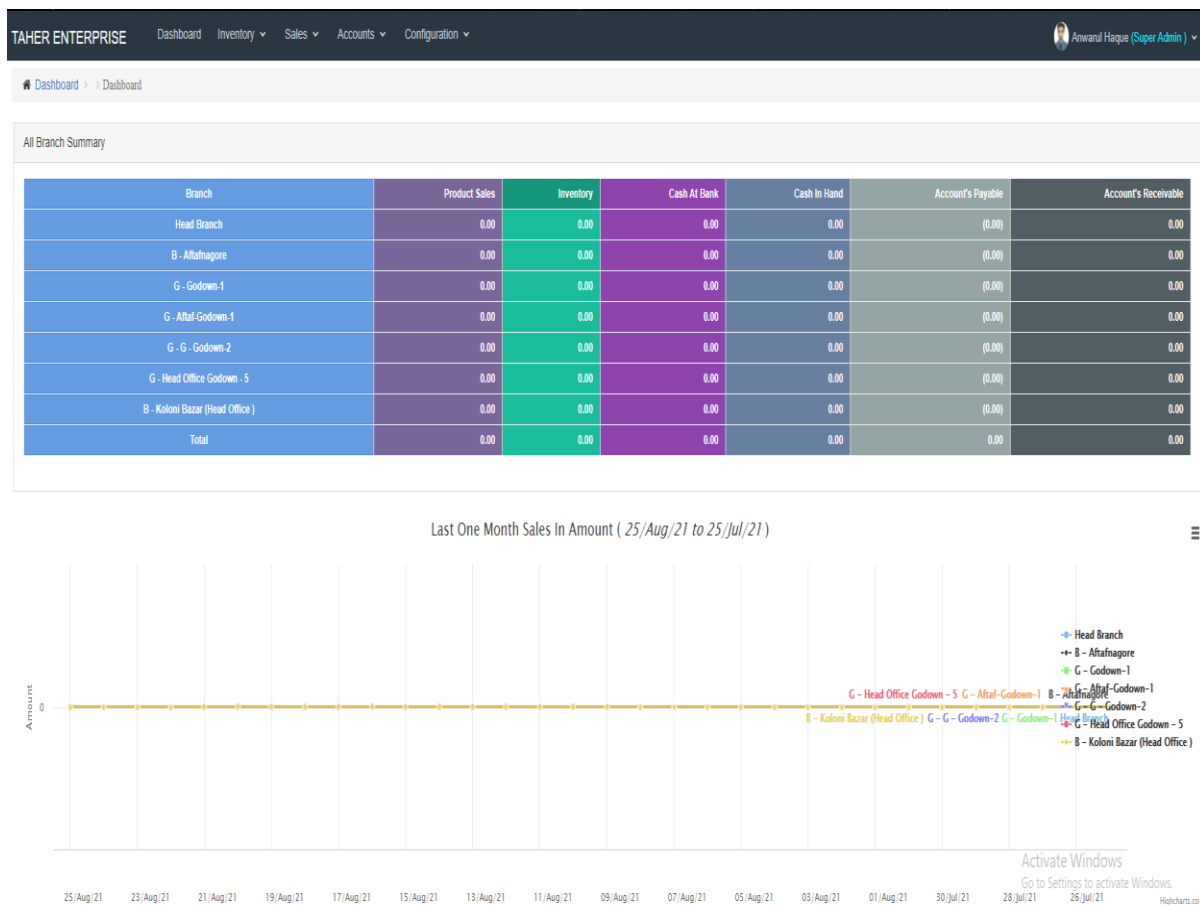 TAHER ENTERPRISE Dashboard Inventory Sales Accounts Configuration Anwarul Haque (Super Admin )
Dashboard Dashboard
All Branch Summary
Branch Product Sales Inventory Cash At Bank Cash In Hand Account's Payable Account's Receivable
Head Branch 0.00 0.00 0.00 0.00 (0.00) 0.00
B - Aftafnagore 0.00 0.00 0.00 0.00 (0.00) 0.00
G - Godown-1 0.00 0.00 0.00 0.00 (0.00) 0.00
G - Aftaf-Godown-1 0.00 0.00 0.00 0.00 (0.00) 0.00
G - G - Godown-2 0.00 0.00 0.00 0.00 (0.00) 0.00
G - Head Office Godown - 5 0.00 0.00 0.00 0.00 (0.00) 0.00
B - Koloni Bazar (Head Office ) 0.00 0.00 0.00 0.00 (0.00) 0.00
Total 0.00 0.00 0.00 0.00 0.00 0.00
Last One Month Sales In Amount ( 25/Aug/21 to 25/Jul/21 )
Head Branch
B - Aftafnagore
G - Godown-1
G - Aftaf-Godown-1
G - G - Godown-2
G - Head Office Godown - 5
B - Koloni Bazar (Head Office )
G - Head Office Godown - 5 G - Aftaf-Godown-1 B - Aftafnagore
Amount
0
B - Koloni Bazar (Head Office ) G - G - Godown-2 G - Godown-1 Head Branch
Activate Windows
Go to Settings to activate Windows.
25/Aug/21 23/Aug/21 21/Aug/21 19/Aug/21 17/Aug/21 15/Aug/21 13/Aug/21 11/Aug/21 09/Aug/21 07/Aug/21 05/Aug/21 03/Aug/21 01/Aug/21 30/Jul/21 28/Jul/21 26/Jul/21
Highcharts.co